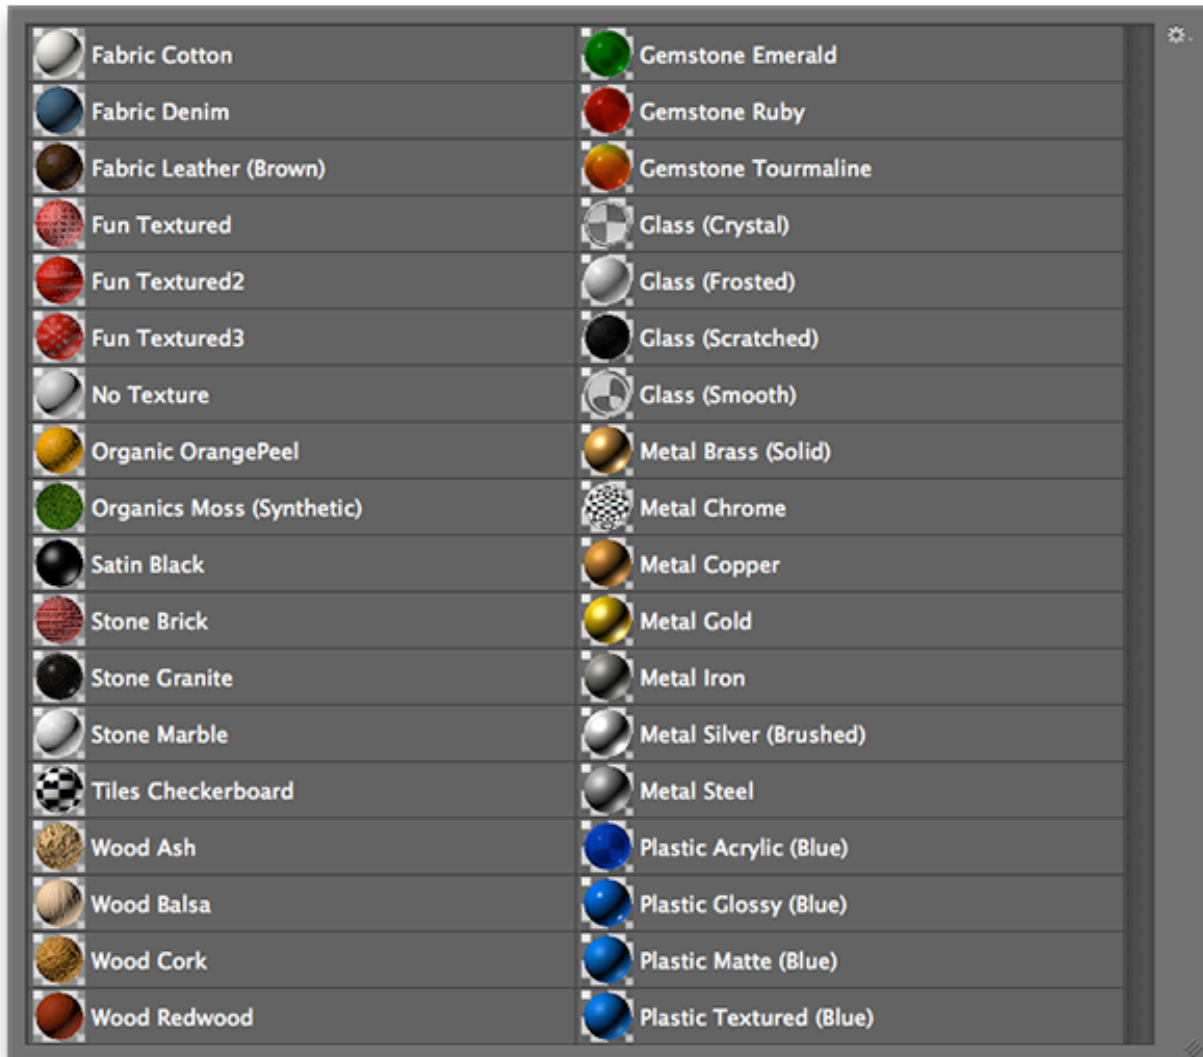 Fabric Cotton
Fabric Denim
Fabric Leather (Brown)
Fun Textured
Fun Textured2
Fun Textured3
No Texture
Organic OrangePeel
Organics Moss (Synthetic)
Satin Black
Stone Brick
Stone Granite
Stone Marble
Tiles Checkerboard
Wood Ash
Wood Balsa
Wood Cork
Wood Redwood
Gemstone Emerald
Gemstone Ruby
Gemstone Tourmaline
Glass (Crystal)
Glass (Frosted)
Glass (Scratched)
Glass (Smooth)
Metal Brass (Solid)
Metal Chrome
Metal Copper
Metal Gold
Metal Iron
Metal Silver (Brushed)
Metal Steel
Plastic Acrylic (Blue)
Plastic Glossy (Blue)
Plastic Matte (Blue)
Plastic Textured (Blue)